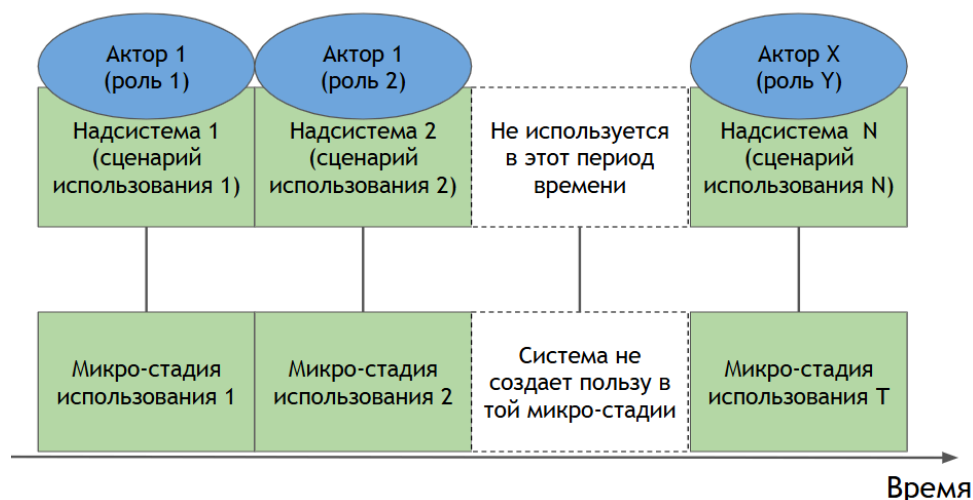 Актор 1
(роль 1)
Актор 1
(роль 2)
Актор X
(роль Y)
Надсистема 1
(сценарий
использования 1)
Надсистема 2
(сценарий
использования 2)
Не используется
в этот период
времени
Надсистема N
(сценарий
использования N)
Микро-стадия
использования 1
Микро-стадия
использования 2
Система не
создает пользу в
той микро-стадии
Микро-стадия
использования T
Время